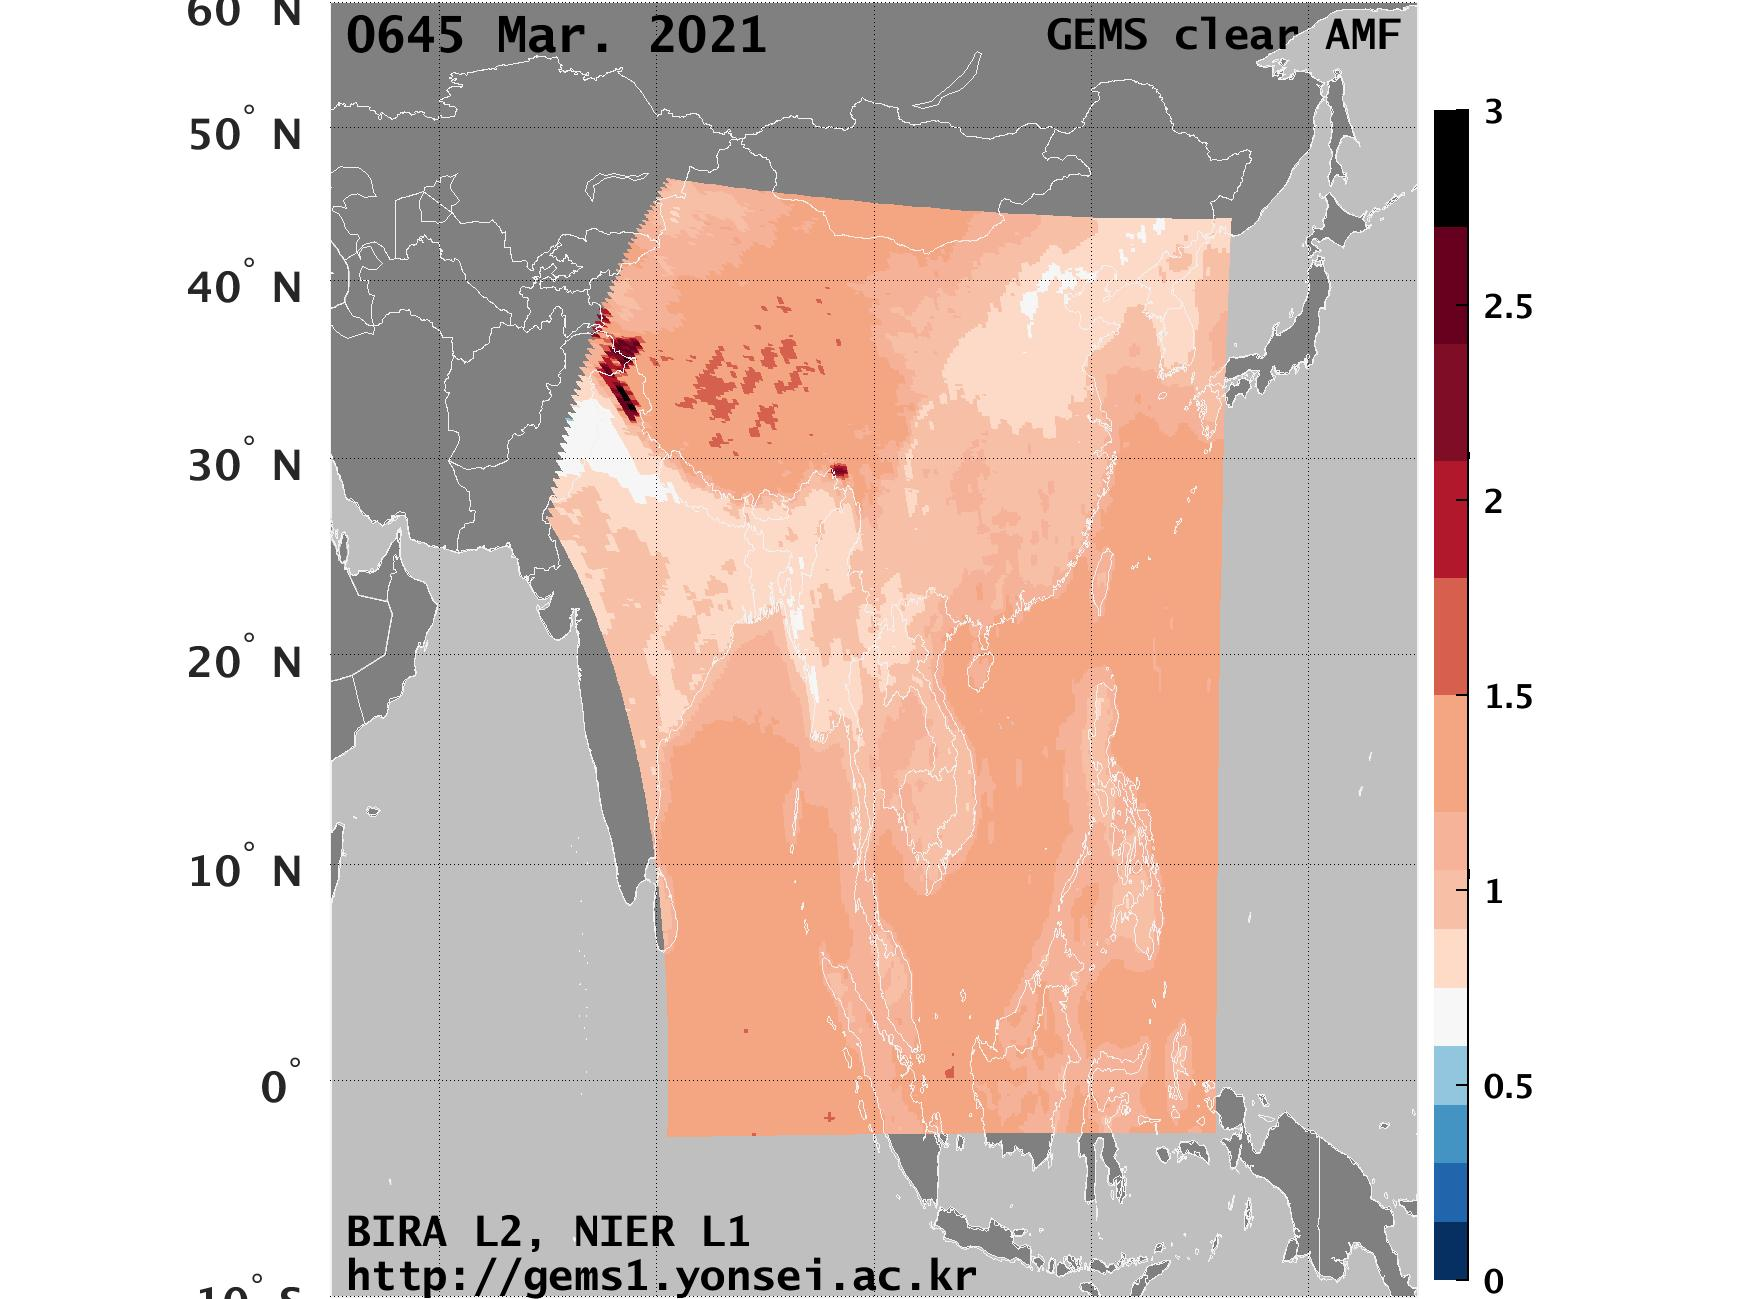 60° N
0645 Mar. 2021
GEMS clear AMF
50° N
40° N
30° N
20° N
10° N
0°
10° S
3
2.5
2
1.5
1
0.5
0
BIRA L2, NIER L1
http://gems1.yonsei.ac.kr